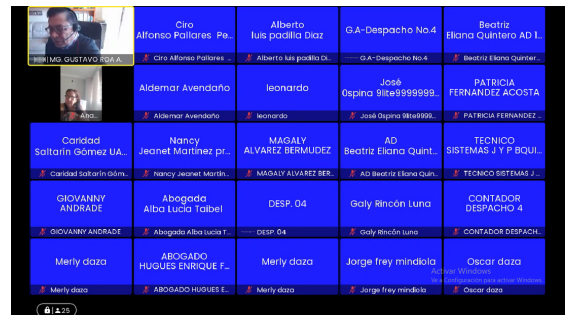 Ciro
Alfonso Pallares Pe...
Alberto
luis padilla Diaz
G.A-Despacho No.4
Beatriz
Eliana Quintero AD 1...
MG. GUSTAVO ROA A.
Ciro Alfonso Pallares ...
Alberto luis padilla Di...
G.A-Despacho No.4
Beatriz Eliana Quinter...
Aldemar Avendaño
leonardo
José
Ospina 9lite9999999...
PATRICIA
FERNANDEZ ACOSTA
Ana...
Aldemar Avendaño
leonardo
José Ospina 9lite9999...
PATRICIA FERNANDEZ ...
Caridad
Saltarin Gómez UA...
Nancy
Jeanet Martinez pr...
MAGALY
ALVAREZ BERMUDEZ
AD
Beatriz Eliana Quint...
TECNICO
SISTEMAS J Y P BQUI...
Caridad Saltarin Góm...
Nancy Jeanet Martin...
MAGALY ALVAREZ BER...
AD Beatriz Eliana Quin...
TECNICO SISTEMAS J ...
GIOVANNY
ANDRADE
Abogada
Alba Lucia Taibel
DESP. 04
Galy Rincón Luna
CONTADOR
DESPACHO 4
GIOVANNY ANDRADE
Abogada Alba Lucia T...
DESP. 04
Galy Rincón Luna
CONTADOR DESPACH...
Merly daza
ABOGADO
HUGUES ENRIQUE F...
Merly daza
Jorge frey mindiola
Oscar daza
Activar Windows
Ve a Configuración para activar Windows.
Merly daza
ABOGADO HUGUES E...
Merly daza
Jorge frey mindiola
Oscar daza
25